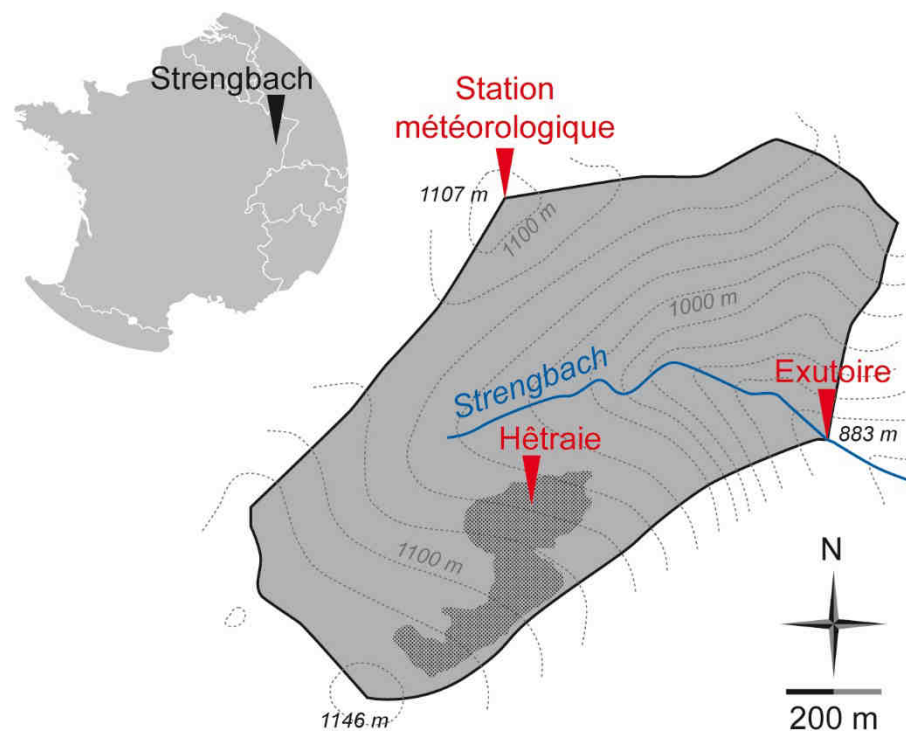 Strengbach
Station
météorologique
1107 m
1100 m
1000 m
Strengbach
Exutoire
883 m
Hêtraie
1100 m
1146 m
N
200 m